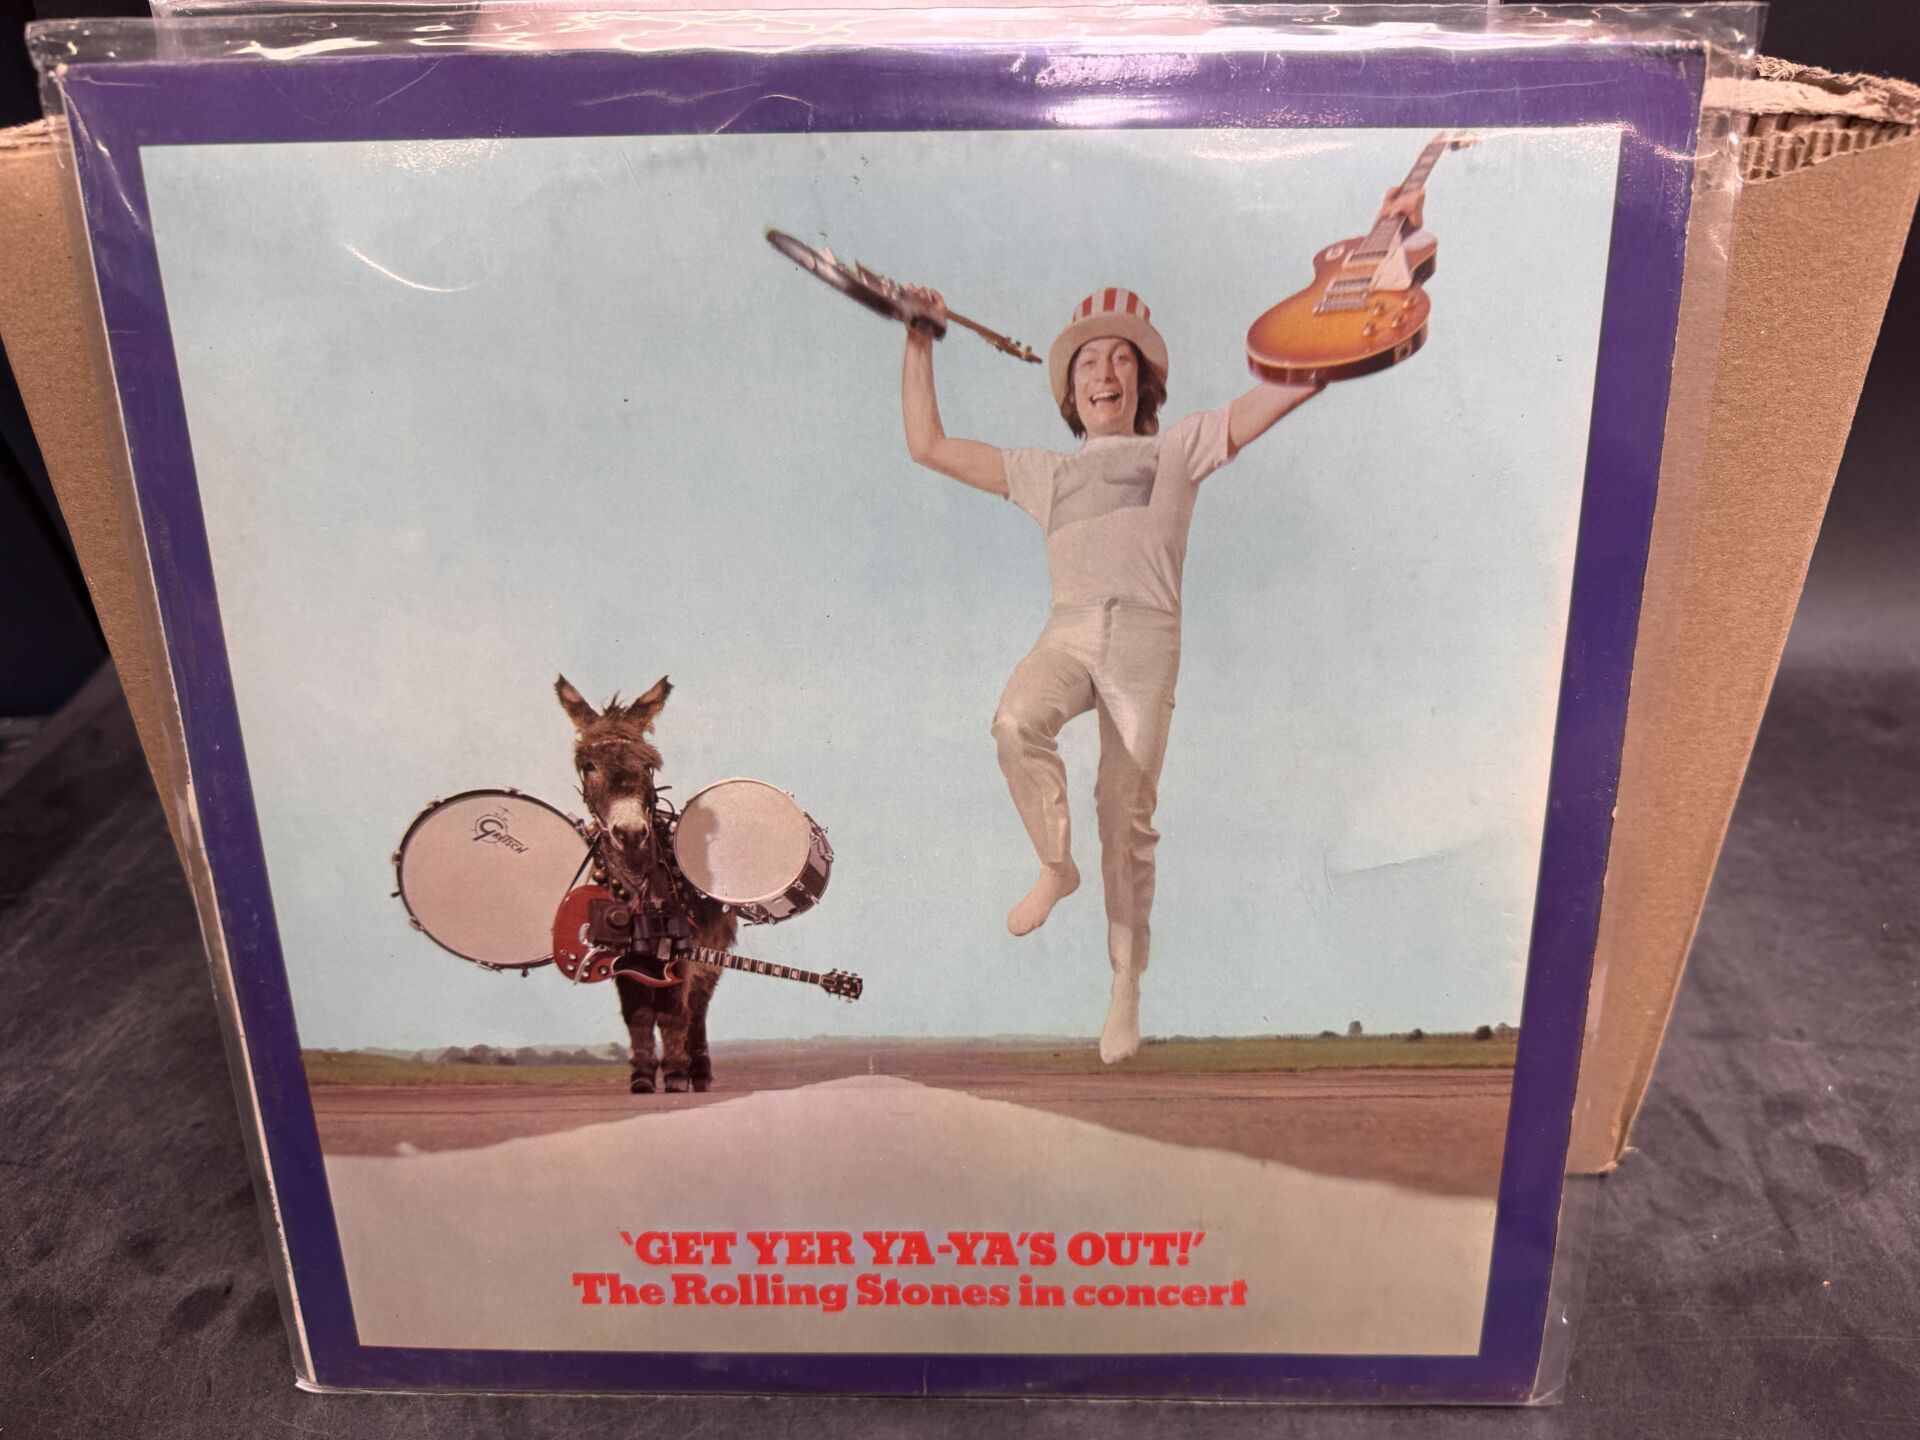 GRETSCH
‛GET YER YA-YA'S OUT!'
The Rolling Stones in concert